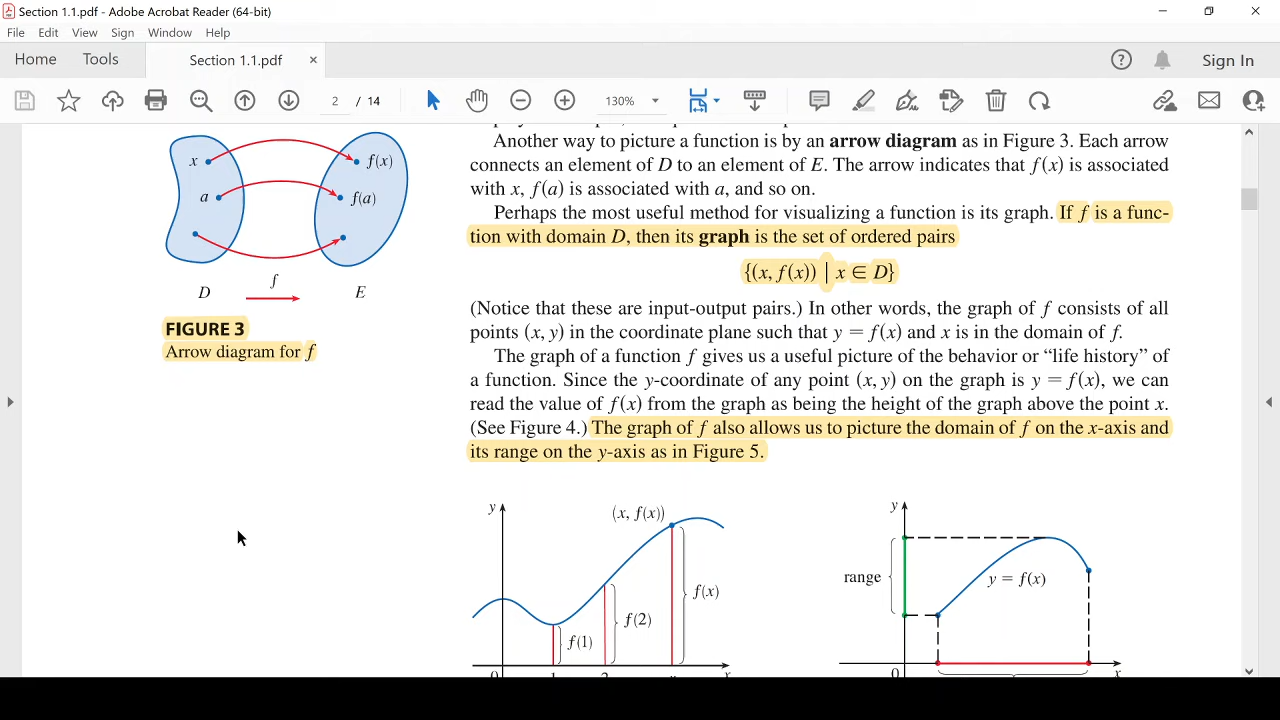 Section 1.1.pdf - Adobe Acrobat Reader (64-bit)
File Edit View Sign Window Help
Home Tools Section 1.1.pdf × Sign In
2 / 14 130%
Another way to picture a function is by an arrow diagram as in Figure 3. Each arrow
connects an element of D to an element of E. The arrow indicates that f(x) is associated
with x, f(a) is associated with a, and so on.
Perhaps the most useful method for visualizing a function is its graph. If f is a func-
tion with domain D, then its graph is the set of ordered pairs
{(x, f(x)) | x ∈ D}
(Notice that these are input-output pairs.) In other words, the graph of f consists of all
points (x, y) in the coordinate plane such that y = f(x) and x is in the domain of f.
The graph of a function f gives us a useful picture of the behavior or “life history” of
a function. Since the y-coordinate of any point (x, y) on the graph is y = f(x), we can
read the value of f(x) from the graph as being the height of the graph above the point x.
(See Figure 4.) The graph of f also allows us to picture the domain of f on the x-axis and
its range on the y-axis as in Figure 5.
x f(x)
a f(a)
f
D E
FIGURE 3
Arrow diagram for f
y (x, f(x))
f(x)
f(2)
f(1)
0 1 2 x x
y
range y = f(x)
0 x